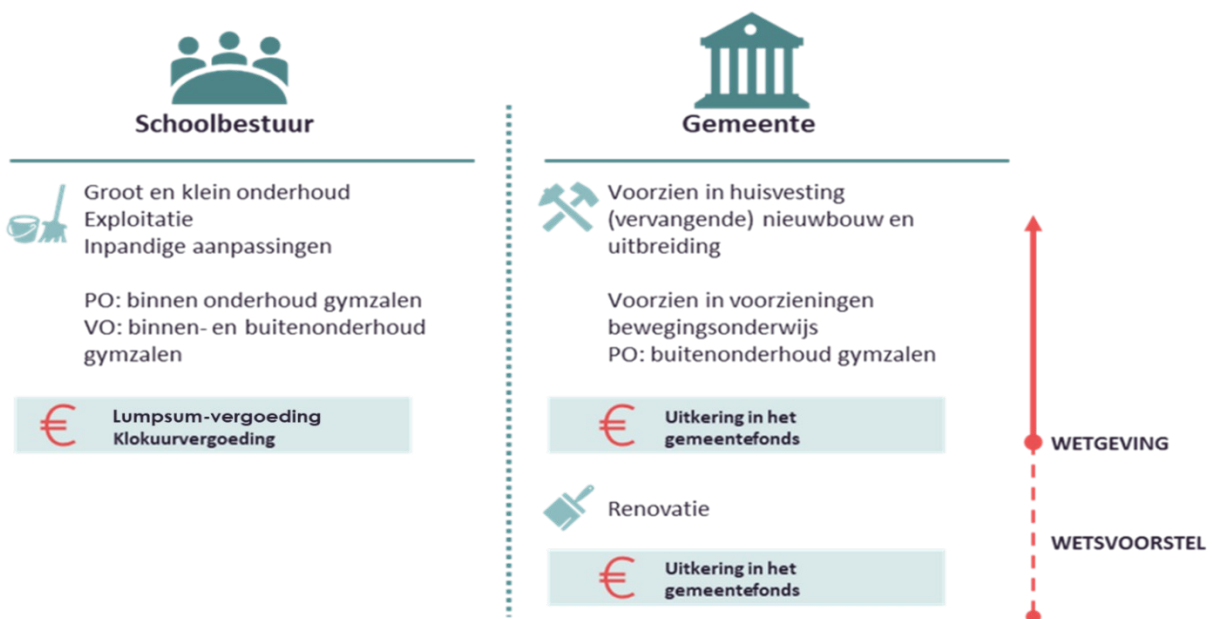 Schoolbestuur
Groot en klein onderhoud
Exploitatie
Inpandige aanpassingen
PO: binnen onderhoud gymzalen
VO: binnen- en buitenonderhoud
gymzalen
€
Lumpsum-vergoeding
Klokuurvergoeding
Gemeente
Voorzien in huisvesting
(vervangende) nieuwbouw en
uitbreiding
Voorzien in voorzieningen
bewegingsonderwijs
PO: buitenonderhoud gymzalen
€
Uitkering in het
gemeentefonds
Renovatie
€
Uitkering in het
gemeentefonds
WETGEVING
WETSVOORSTEL